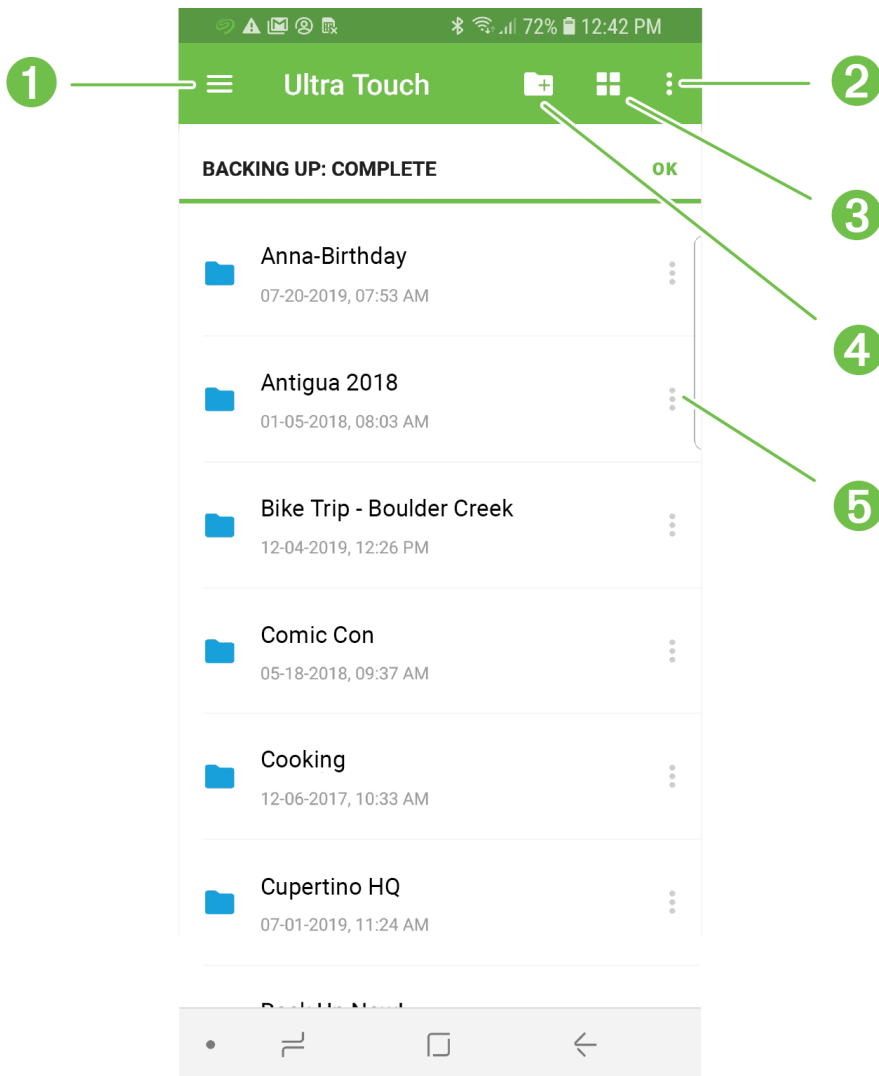 72% 12:42 PM
1
Ultra Touch
2
BACKING UP: COMPLETE
OK
3
Anna-Birthday
07-20-2019, 07:53 AM
4
Antigua 2018
01-05-2018, 08:03 AM
5
Bike Trip - Boulder Creek
12-04-2019, 12:26 PM
Comic Con
05-18-2018, 09:37 AM
Cooking
12-06-2017, 10:33 AM
Cupertino HQ
07-01-2019, 11:24 AM